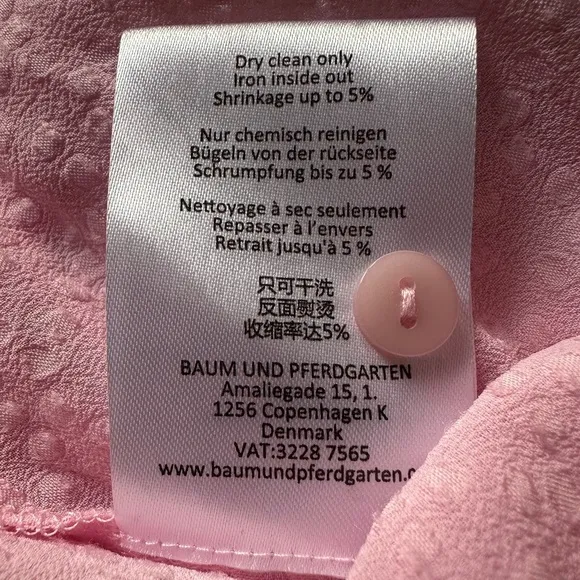 Dry clean only
Iron inside out
Shrinkage up to 5%
Nur chemisch reinigen
Bügeln von der rückseite
Schrumpfung bis zu 5 %
Nettoyage à sec seulement
Repasser à l'envers
Retrait jusqu'à 5 %
只可干洗
反面熨烫
收缩率达5%
BAUM UND PFERDGARTEN
Amaliegade 15, 1.
1256 Copenhagen K
Denmark
VAT:3228 7565
www.baumundpferdgarten.